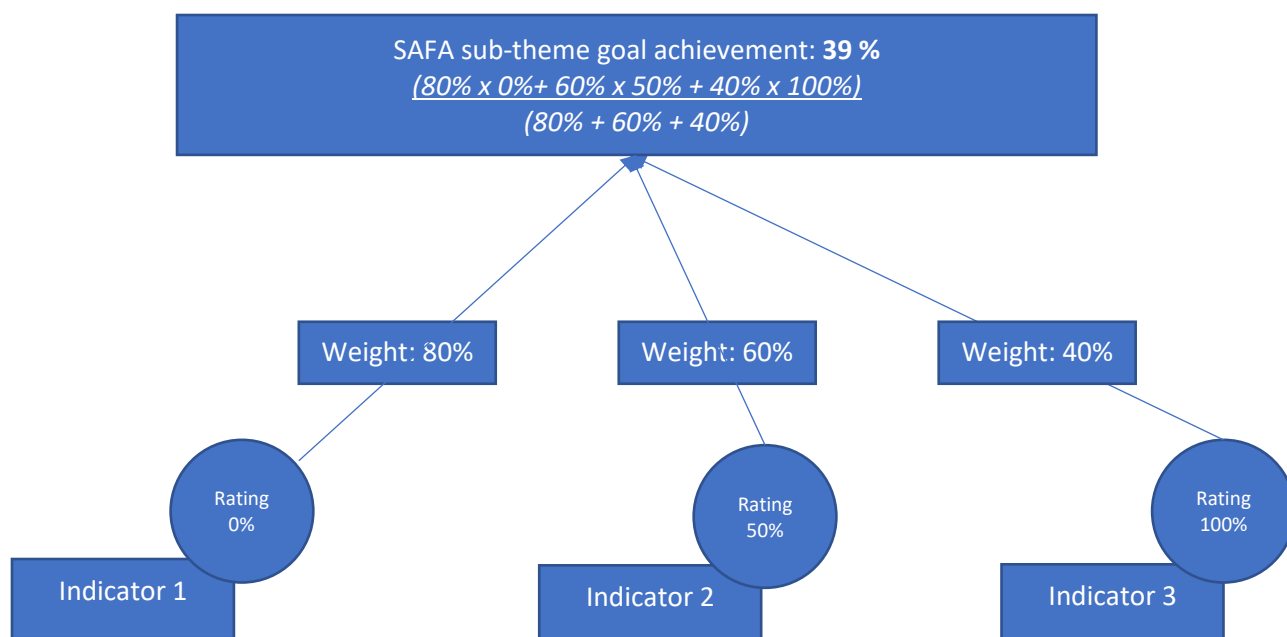 SAFA sub-theme goal achievement: 39 %
(80% x 0%+ 60% x 50% + 40% x 100%)
(80% + 60% + 40%)
Weight: 80%
Weight: 60%
Weight: 40%
Rating
0%
Rating
50%
Rating
100%
Indicator 1
Indicator 2
Indicator 3